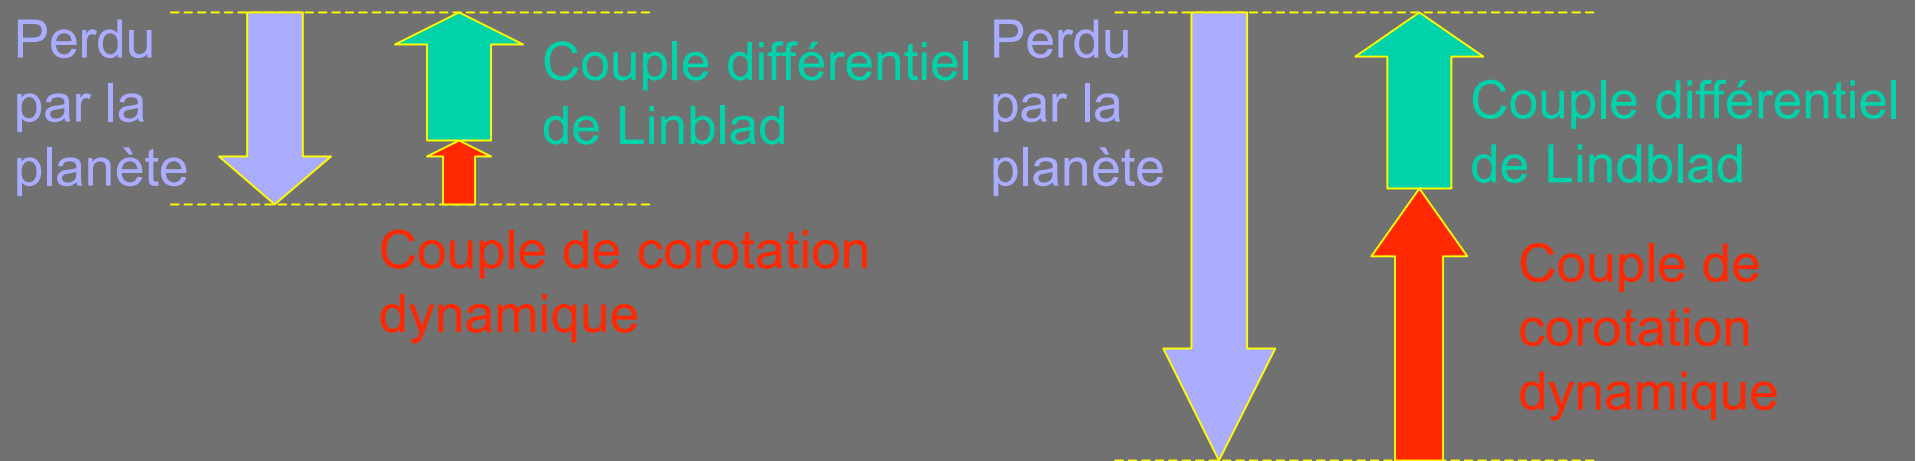 Perdu
par la
planète
Couple différentiel
de Linblad
Couple de corotation
dynamique
Perdu
par la
planète
Couple différentiel
de Lindblad
Couple de
corotation
dynamique